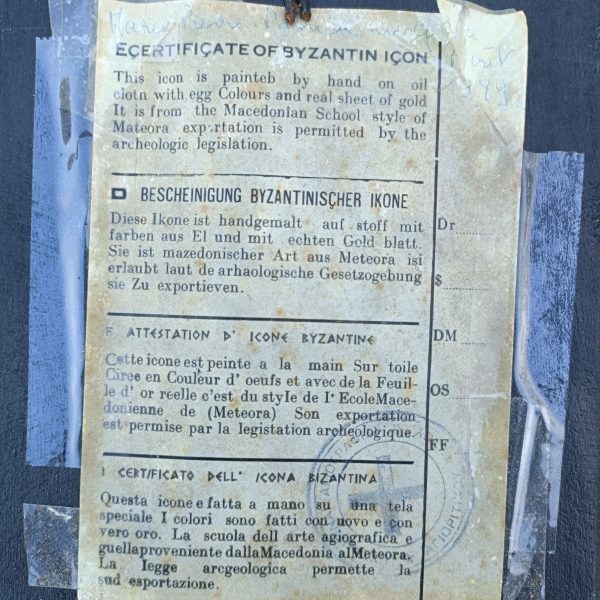 E CERTIFIÇATE OF BYZANTIN IÇON
This icon is painteb by hand on oil
clotn with egg Colours and real sheet of gold
It is from the Macedonian School style of
Mateora exportation is permitted by the
archeologic legislation.
D BESCHEINIGUNG BYZANTINISCHER IKONE
Diese Ikone ist handgemalt auf stoff mit
farben aus El und mit echten Gold blatt.
Sie ist mazedonischer Art aus Meteora isi
erlaubt laut de arhaologische Gesetzogebung
sie Zu exportieven.
Dr
$
F ATTESTATION D' ICONE BYZANTINE
DM
Cette icone est peinte a la main Sur toile
Ciree en Couleur d' oeufs et avec de la Feuil-
le d' or reelle c'est du style de I' EcoleMace-
donienne de (Meteora) Son exportation
est permise par la legistation archeologique.
OS
FF
I CERTIFICATO DELL' ICONA BIZANTINA
Questa icone e fatta a mano su una tela
speciale I colori sono fatti con uovo e con
vero oro. La scuola dell arte agiografica e
guellaproveniente dallaMacedonia alMeteora.
La legge arcgeologica permette la
sud esportazione.